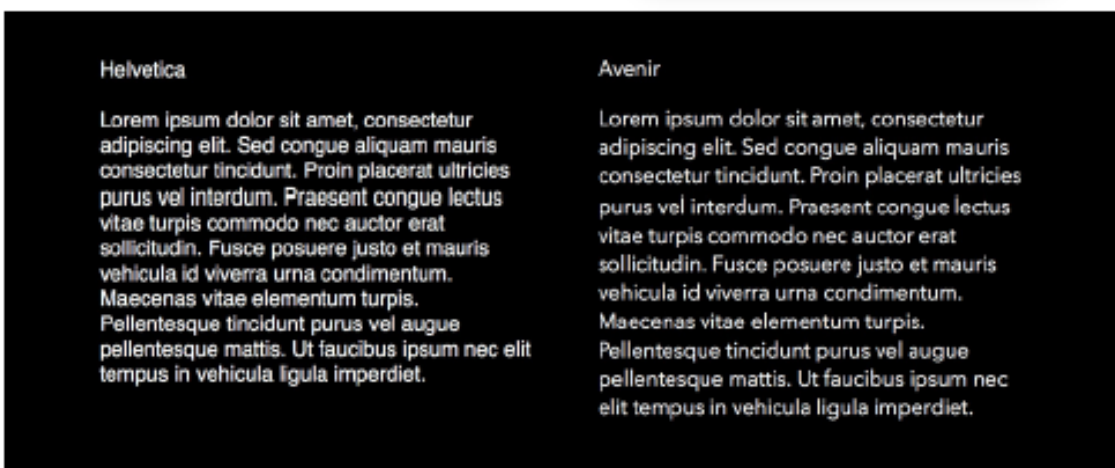 Helvetica
Lorem ipsum dolor sit amet, consectetur
adipiscing elit. Sed congue aliquam mauris
consectetur tincidunt. Proin placerat ultricies
purus vel interdum. Praesent congue lectus
vitae turpis commodo nec auctor erat
sollicitudin. Fusce posuere justo et mauris
vehicula id viverra urna condimentum.
Maecenas vitae elementum turpis.
Pellentesque tincidunt purus vel augue
pellentesque mattis. Ut faucibus ipsum nec elit
tempus in vehicula ligula imperdiet.
Avenir
Lorem ipsum dolor sit amet, consectetur
adipiscing elit. Sed congue aliquam mauris
consectetur tincidunt. Proin placerat ultricies
purus vel interdum. Praesent congue lectus
vitae turpis commodo nec auctor erat
sollicitudin. Fusce posuere justo et mauris
vehicula id viverra urna condimentum.
Maecenas vitae elementum turpis.
Pellentesque tincidunt purus vel augue
pellentesque mattis. Ut faucibus ipsum nec
elit tempus in vehicula ligula imperdiet.